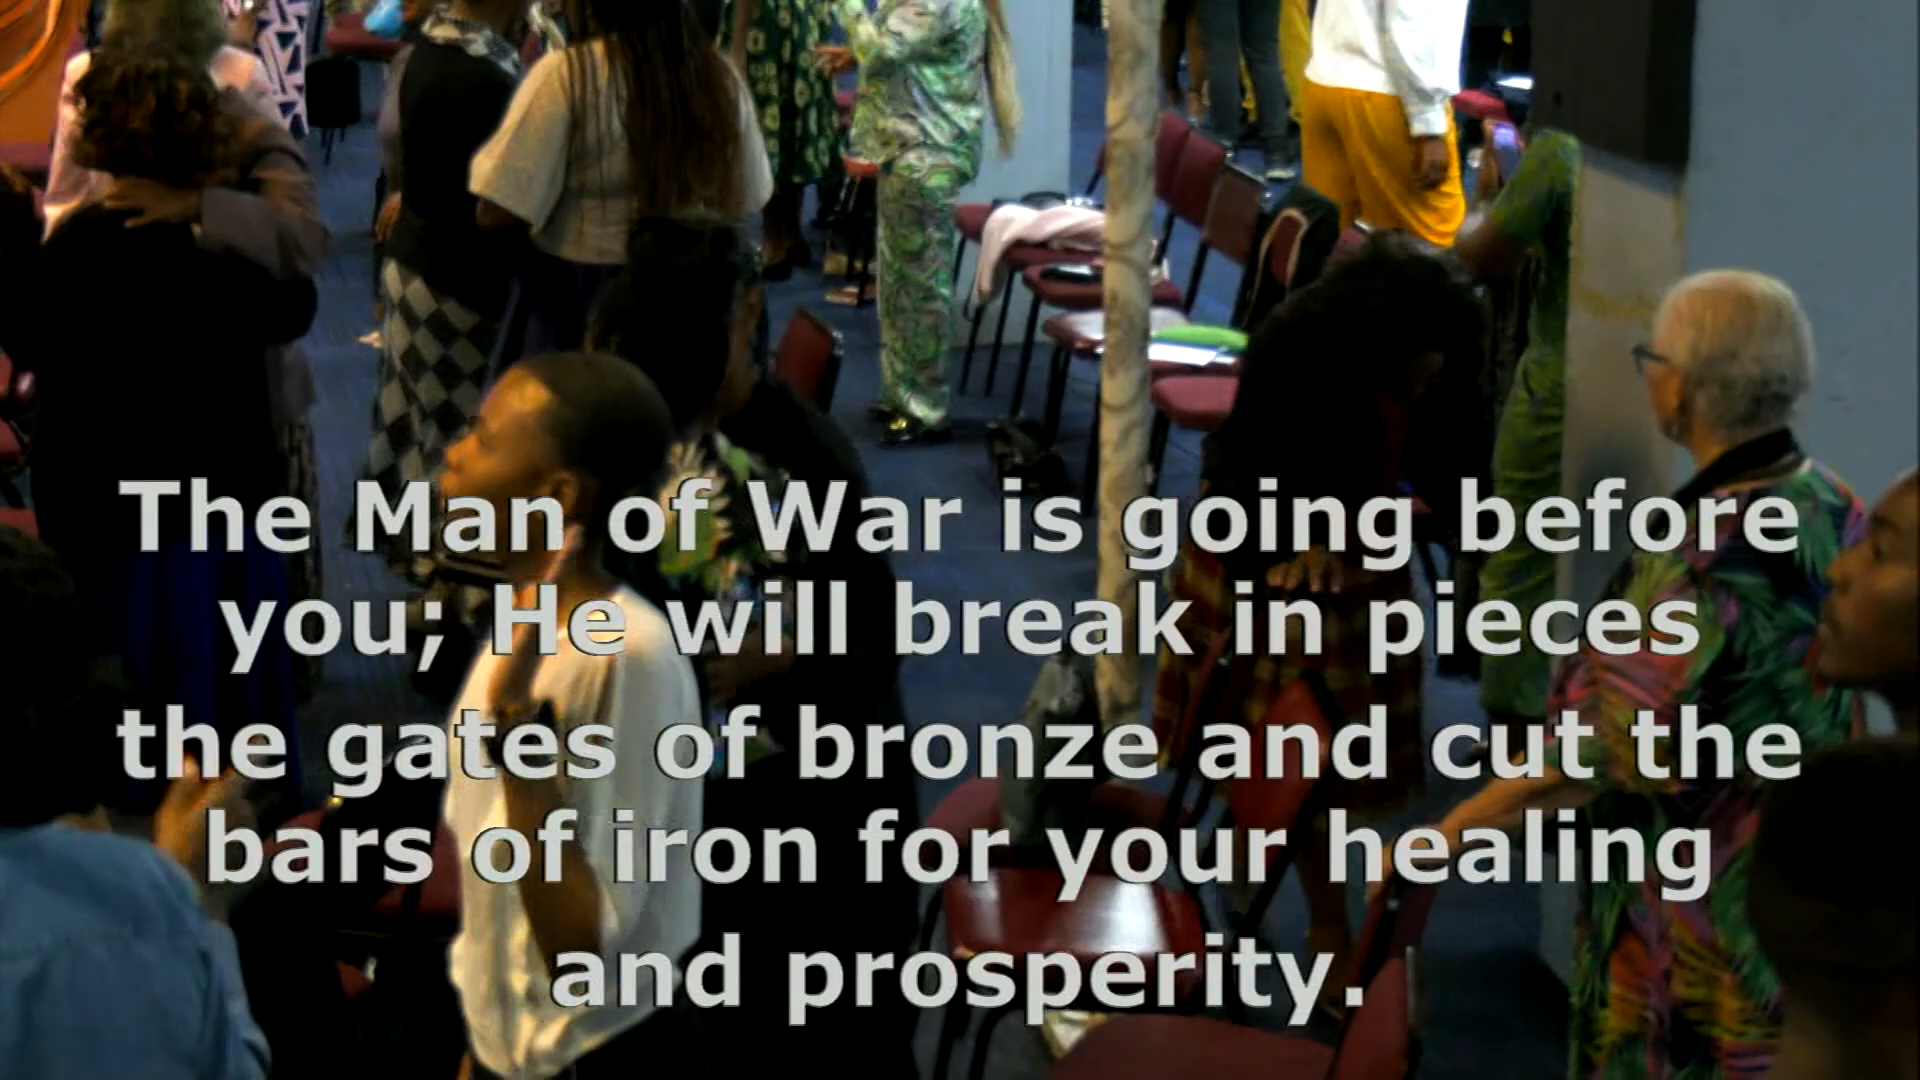 The Man of War is going before
you; He will break in pieces
the gates of bronze and cut the
bars of iron for your healing
and prosperity.